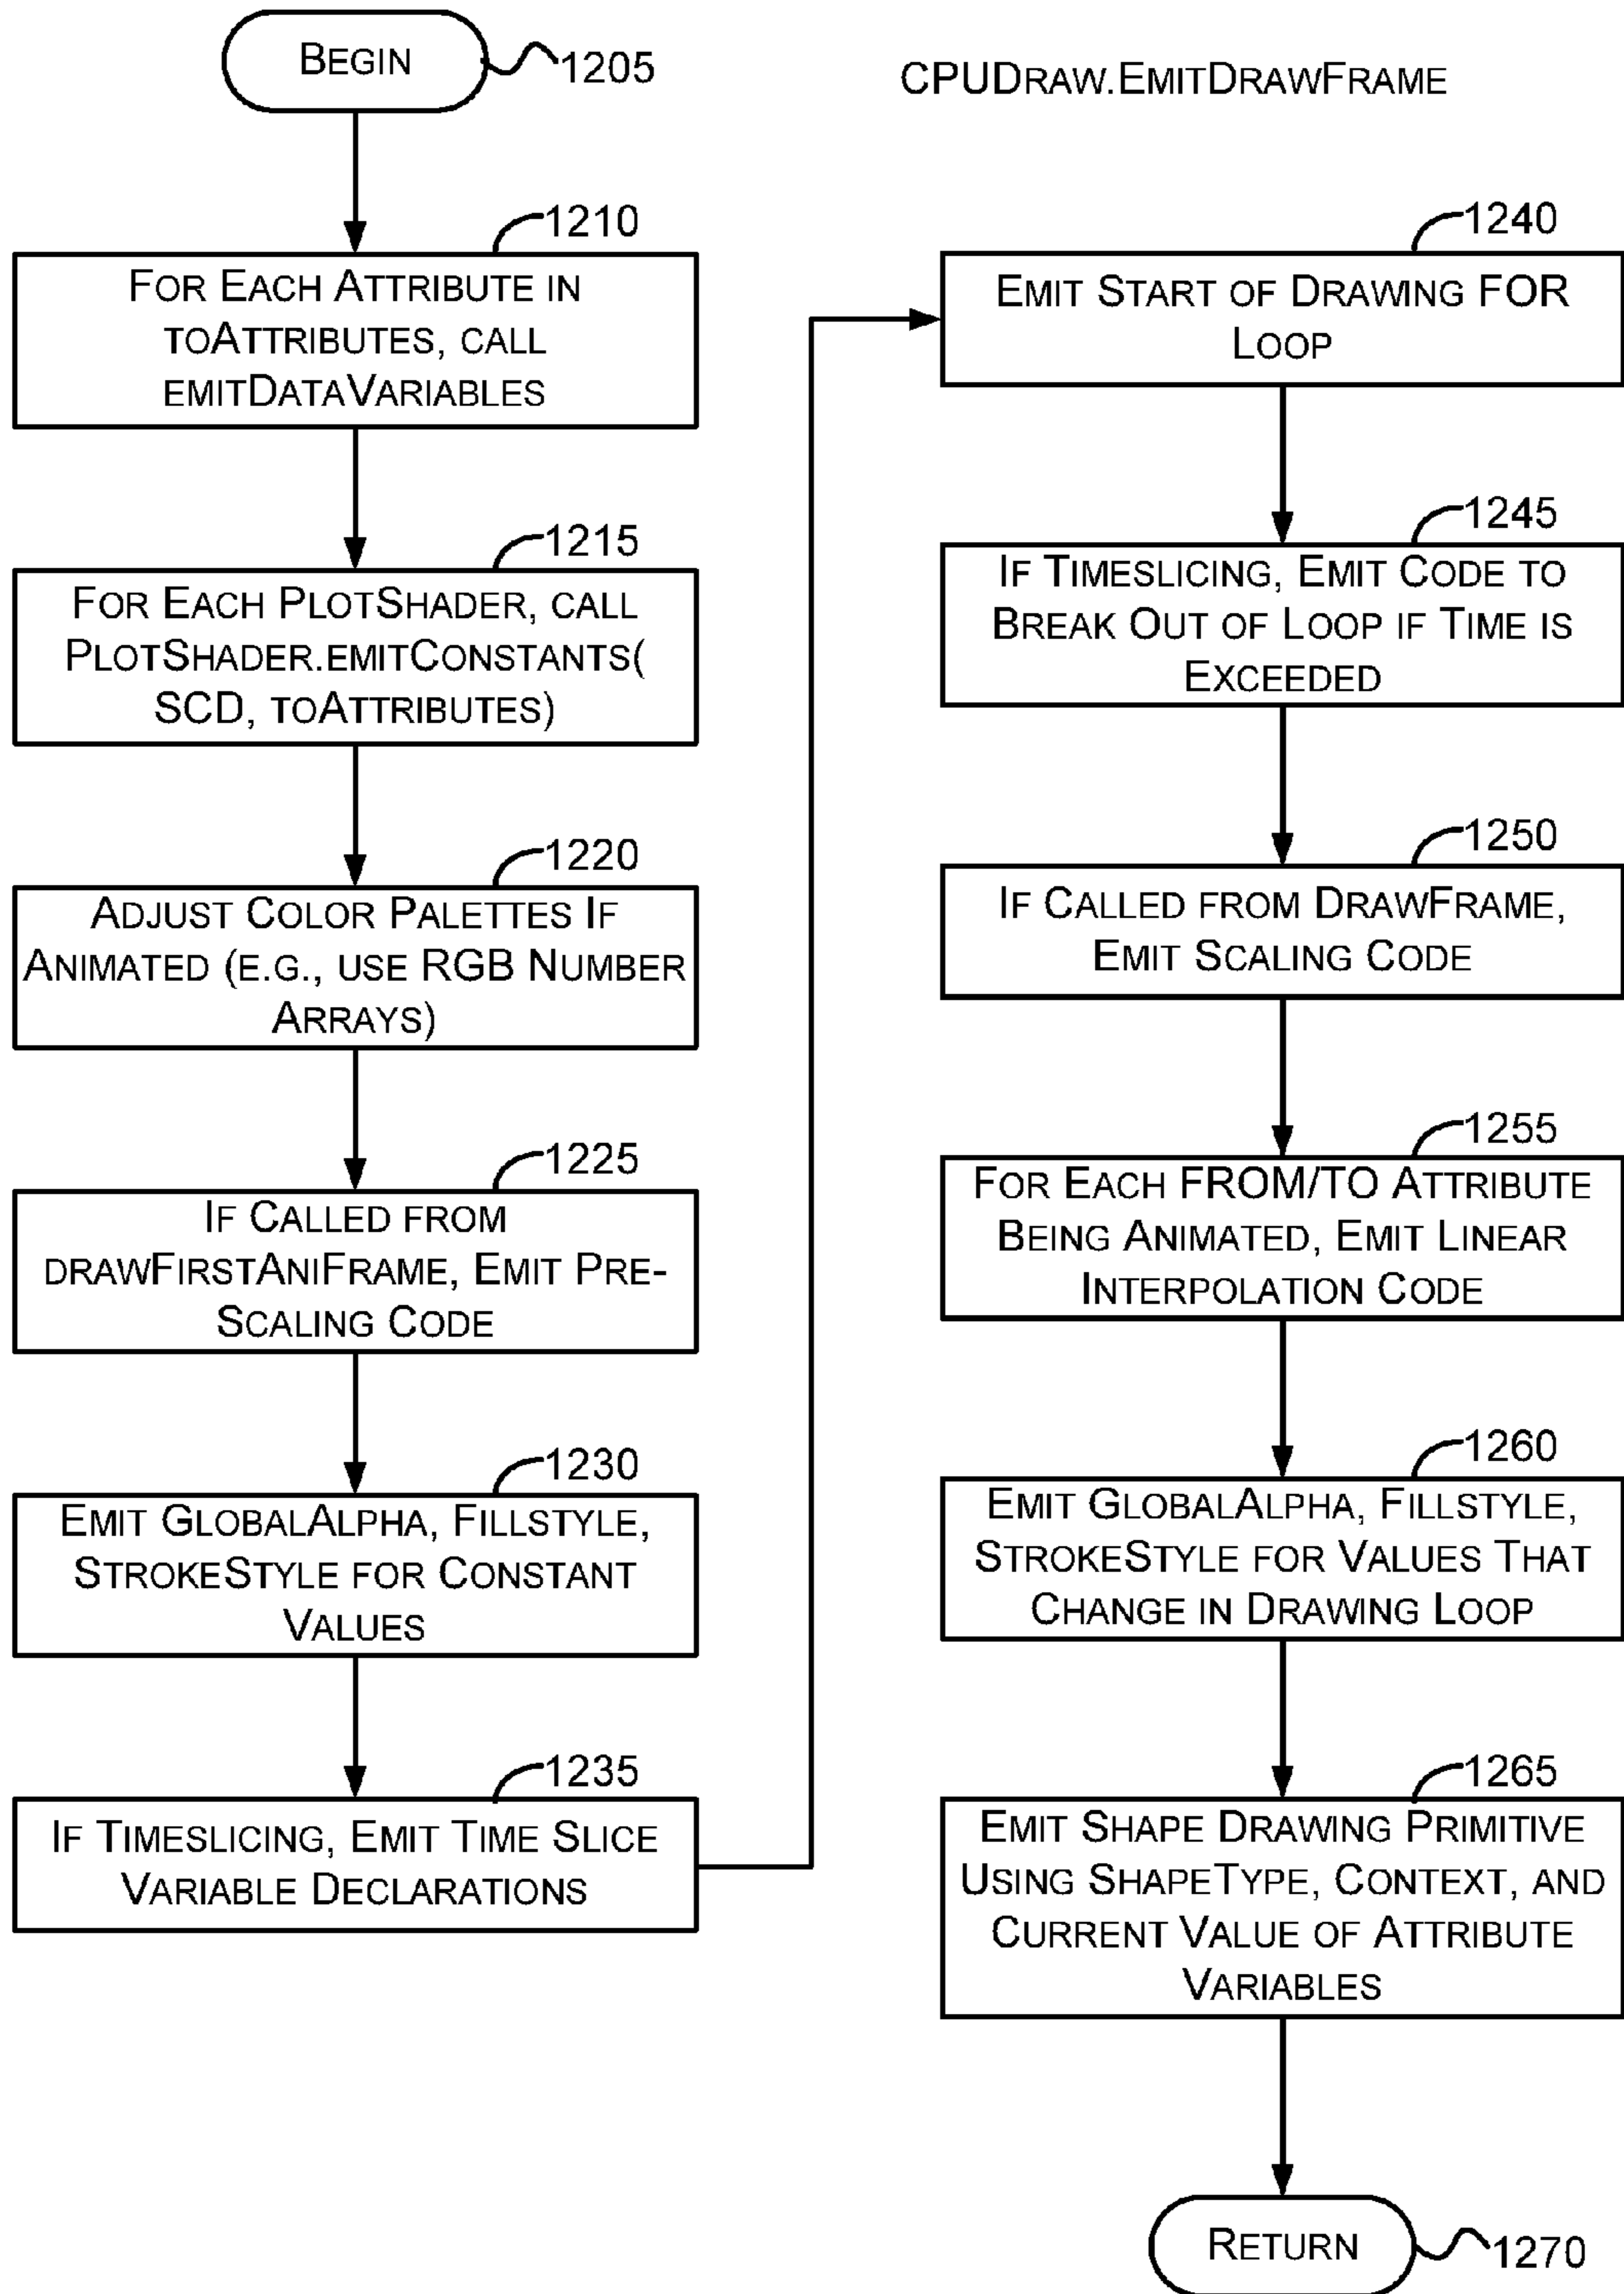 BEGIN
1205
CPUDRAW.EMITDRAWFRAME
1210
FOR EACH ATTRIBUTE IN
TOATTRIBUTES, CALL
EMITDATAVARIABLES
1215
FOR EACH PLOTSHADER, CALL
PLOTSHADER.EMITCONSTANTS(
SCD, TOATTRIBUTES)
1220
ADJUST COLOR PALETTES IF
ANIMATED (E.G., USE RGB NUMBER
ARRAYS)
1225
IF CALLED FROM
DRAWFIRSTANIFRAME, EMIT PRE-
SCALING CODE
1230
EMIT GLOBALALPHA, FILLSTYLE,
STROKESTYLE FOR CONSTANT
VALUES
1235
IF TIMESLICING, EMIT TIME SLICE
VARIABLE DECLARATIONS
1240
EMIT START OF DRAWING FOR
LOOP
1245
IF TIMESLICING, EMIT CODE TO
BREAK OUT OF LOOP IF TIME IS
EXCEEDED
1250
IF CALLED FROM DRAWFRAME,
EMIT SCALING CODE
1255
FOR EACH FROM/TO ATTRIBUTE
BEING ANIMATED, EMIT LINEAR
INTERPOLATION CODE
1260
EMIT GLOBALALPHA, FILLSTYLE,
STROKESTYLE FOR VALUES THAT
CHANGE IN DRAWING LOOP
1265
EMIT SHAPE DRAWING PRIMITIVE
USING SHAPETYPE, CONTEXT, AND
CURRENT VALUE OF ATTRIBUTE
VARIABLES
RETURN
1270